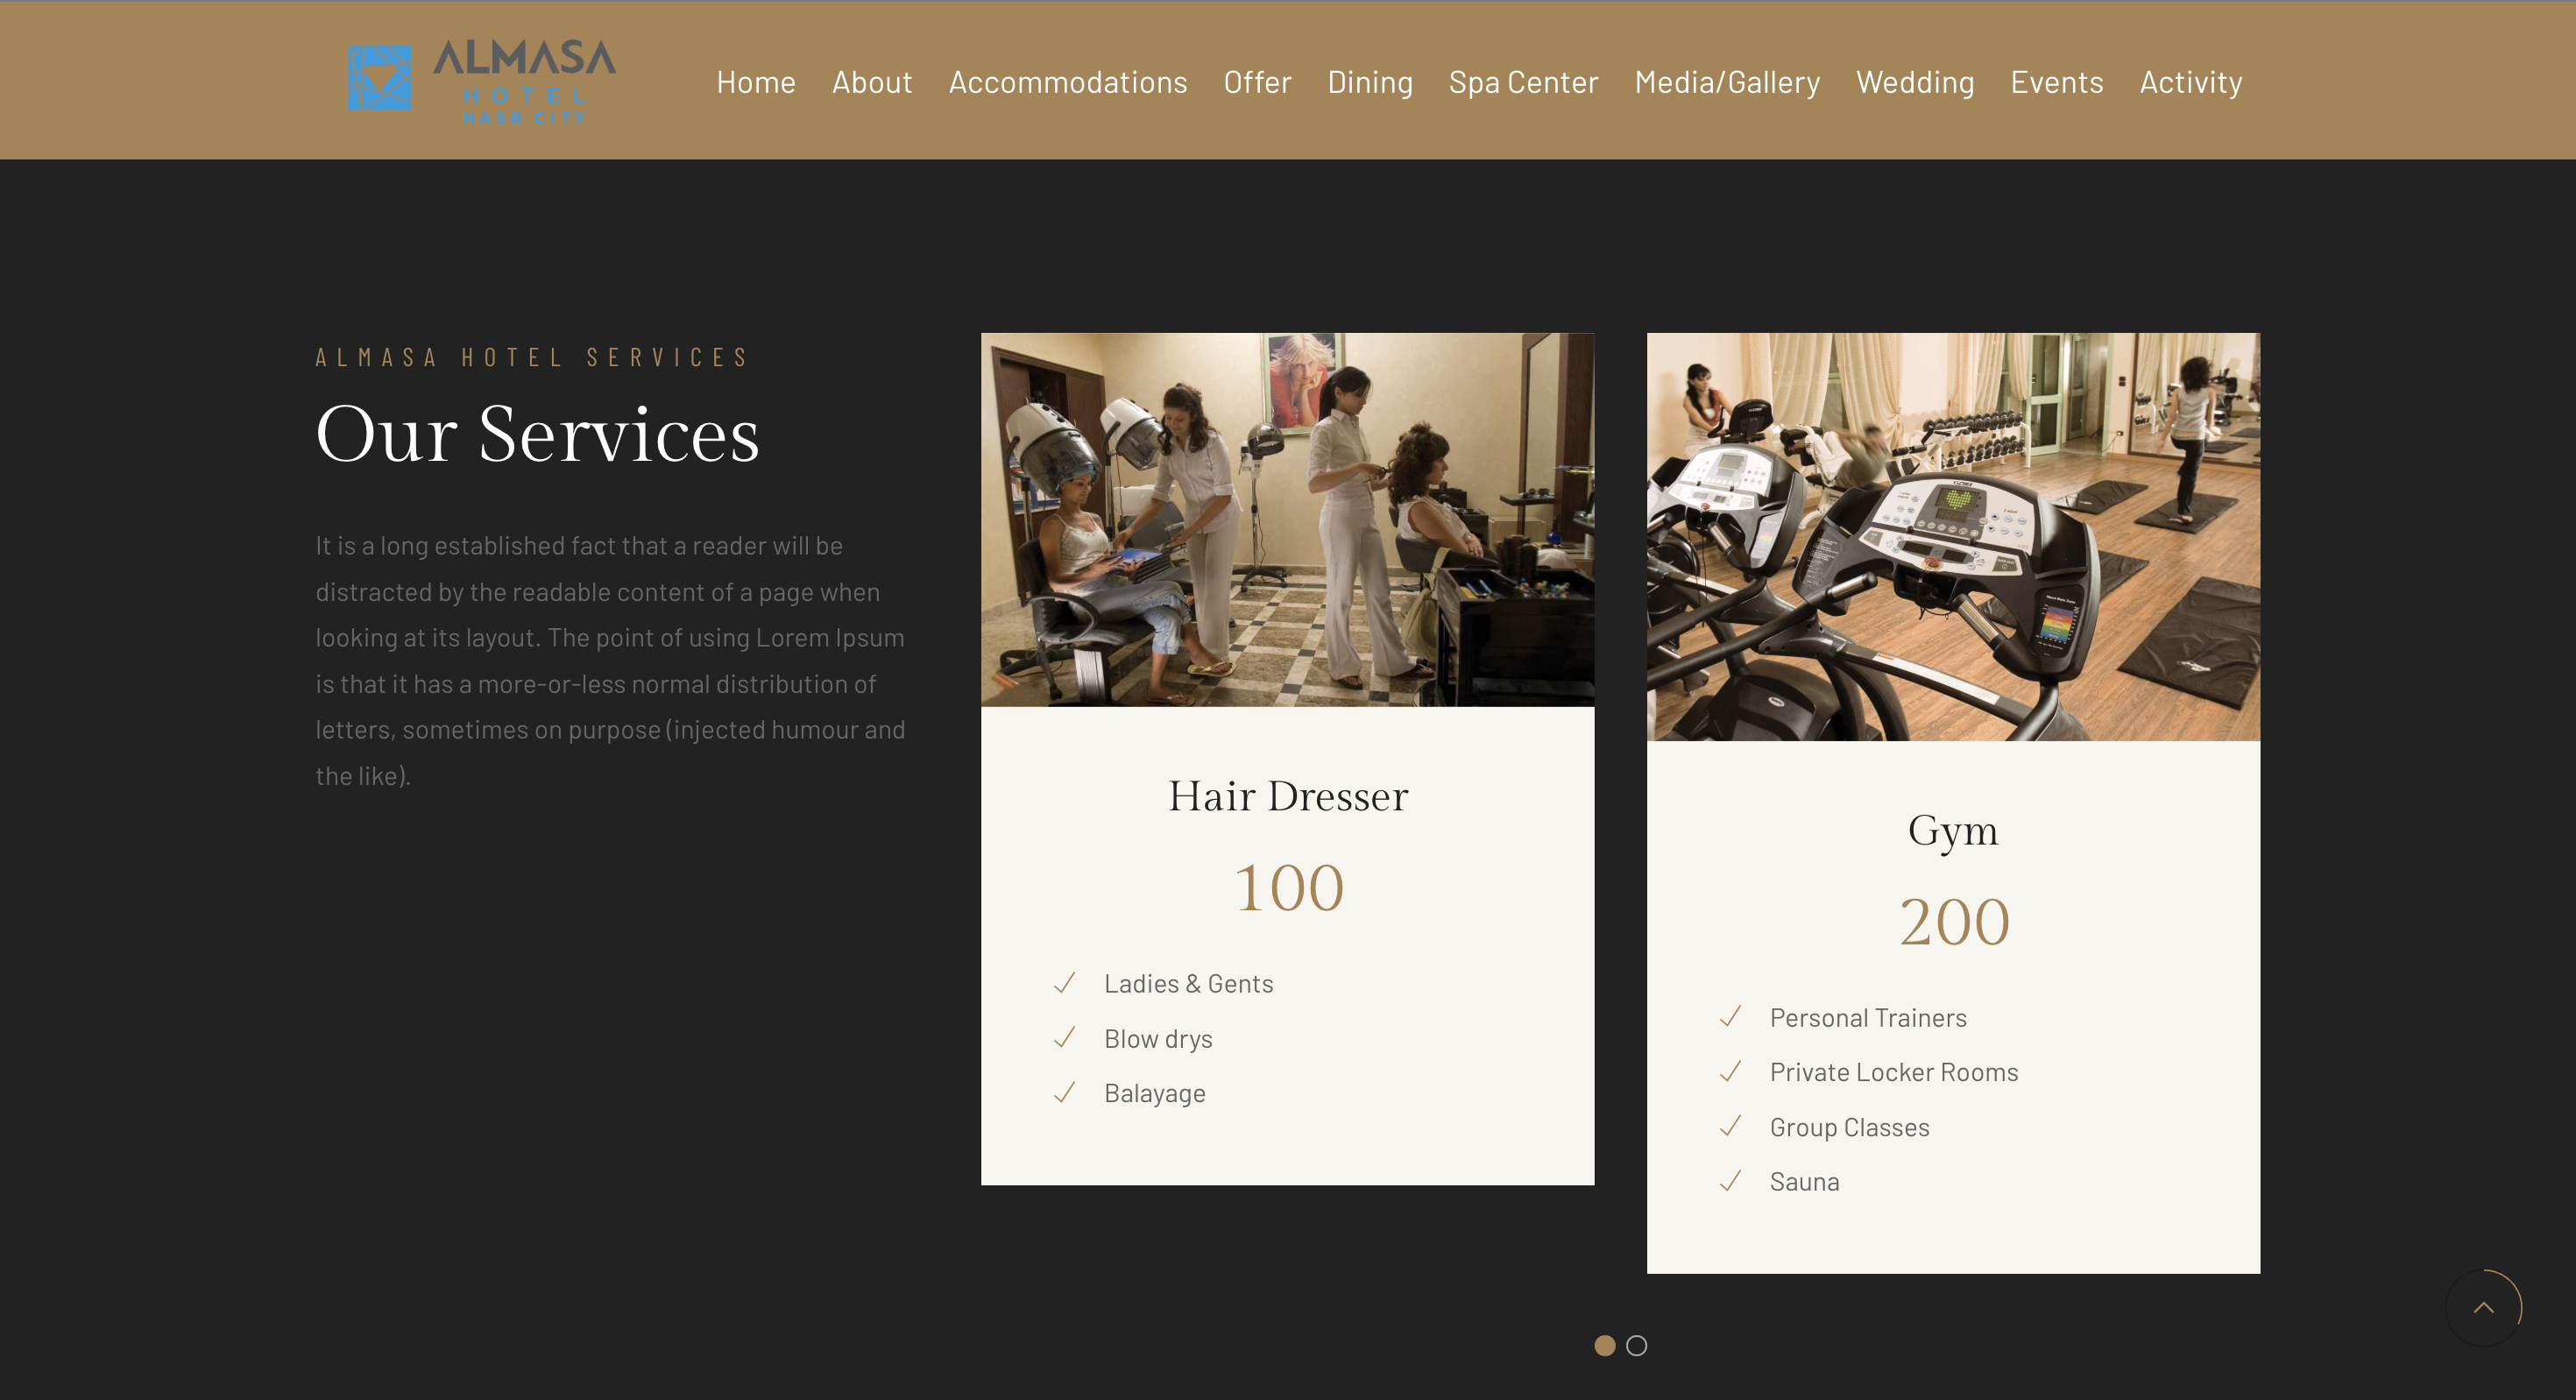 ALMASA
HOTEL
NASR CITY
Home About Accommodations Offer Dining Spa Center Media/Gallery Wedding Events Activity
ALMASA HOTEL SERVICES
Our Services
It is a long established fact that a reader will be
distracted by the readable content of a page when
looking at its layout. The point of using Lorem Ipsum
is that it has a more-or-less normal distribution of
letters, sometimes on purpose (injected humour and
the like).
Hair Dresser
100
Ladies & Gents
Blow drys
Balayage
Gym
200
Personal Trainers
Private Locker Rooms
Group Classes
Sauna